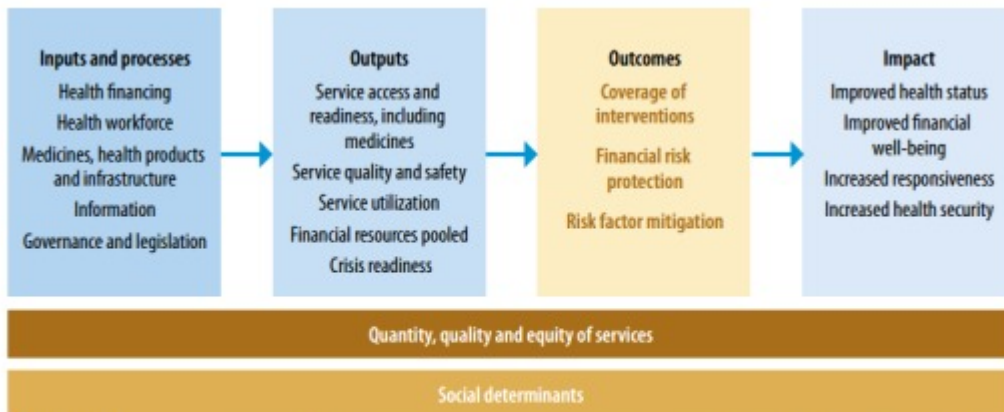 Inputs and processes
Health financing
Health workforce
Medicines, health products
and infrastructure
Information
Governance and legislation
Outputs
Service access and
readiness, including
medicines
Service quality and safety
Service utilization
Financial resources pooled
Crisis readiness
Outcomes
Coverage of
interventions
Financial risk
protection
Risk factor mitigation
Impact
Improved health status
Improved financial
well-being
Increased responsiveness
Increased health security
Quantity, quality and equity of services
Social determinants